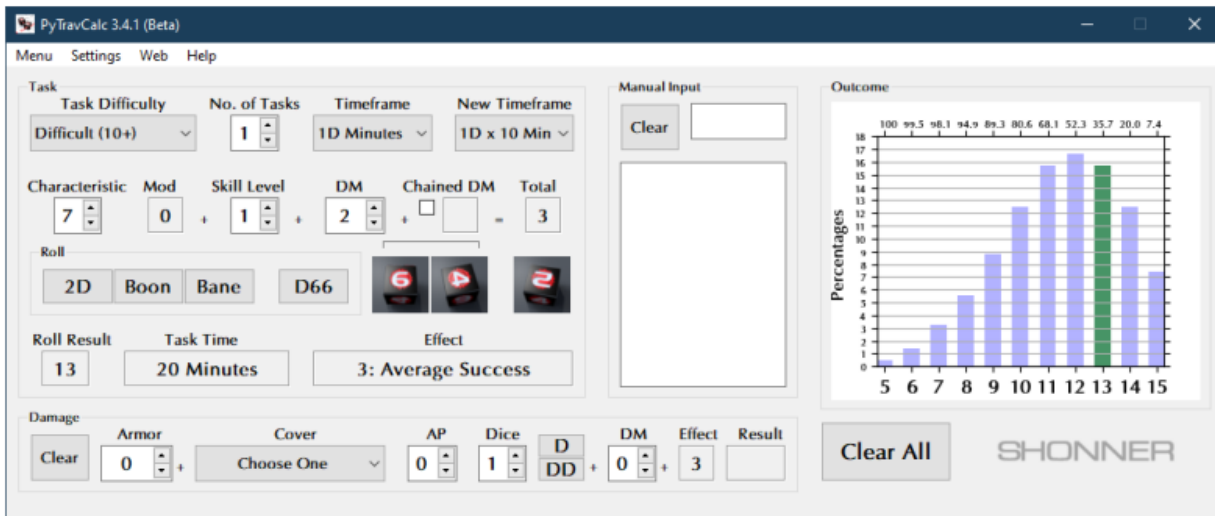 PyTravCalc 3.4.1 (Beta)
Menu Settings Web Help
Task
Task Difficulty No. of Tasks Timeframe New Timeframe
Difficult (10+) 1 1D Minutes 1D x 10 Min
Characteristic Mod Skill Level DM Chained DM Total
7 0 + 1 + 2 + = 3
Roll
2D Boon Bane D66
6 4 2
Roll Result Task Time Effect
13 20 Minutes 3: Average Success
Manual Input
Clear
Outcome
100 99.5 98.1 94.9 89.3 80.6 68.1 52.3 35.7 20.0 7.4
Percentages
18
17
16
15
14
13
12
11
10
9
8
7
6
5
4
3
2
1
0
5 6 7 8 9 10 11 12 13 14 15
Damage
Armor Cover AP Dice DM Effect Result
Clear 0 + Choose One 0 1 D DD + 0 + 3
Clear All
SHONNER